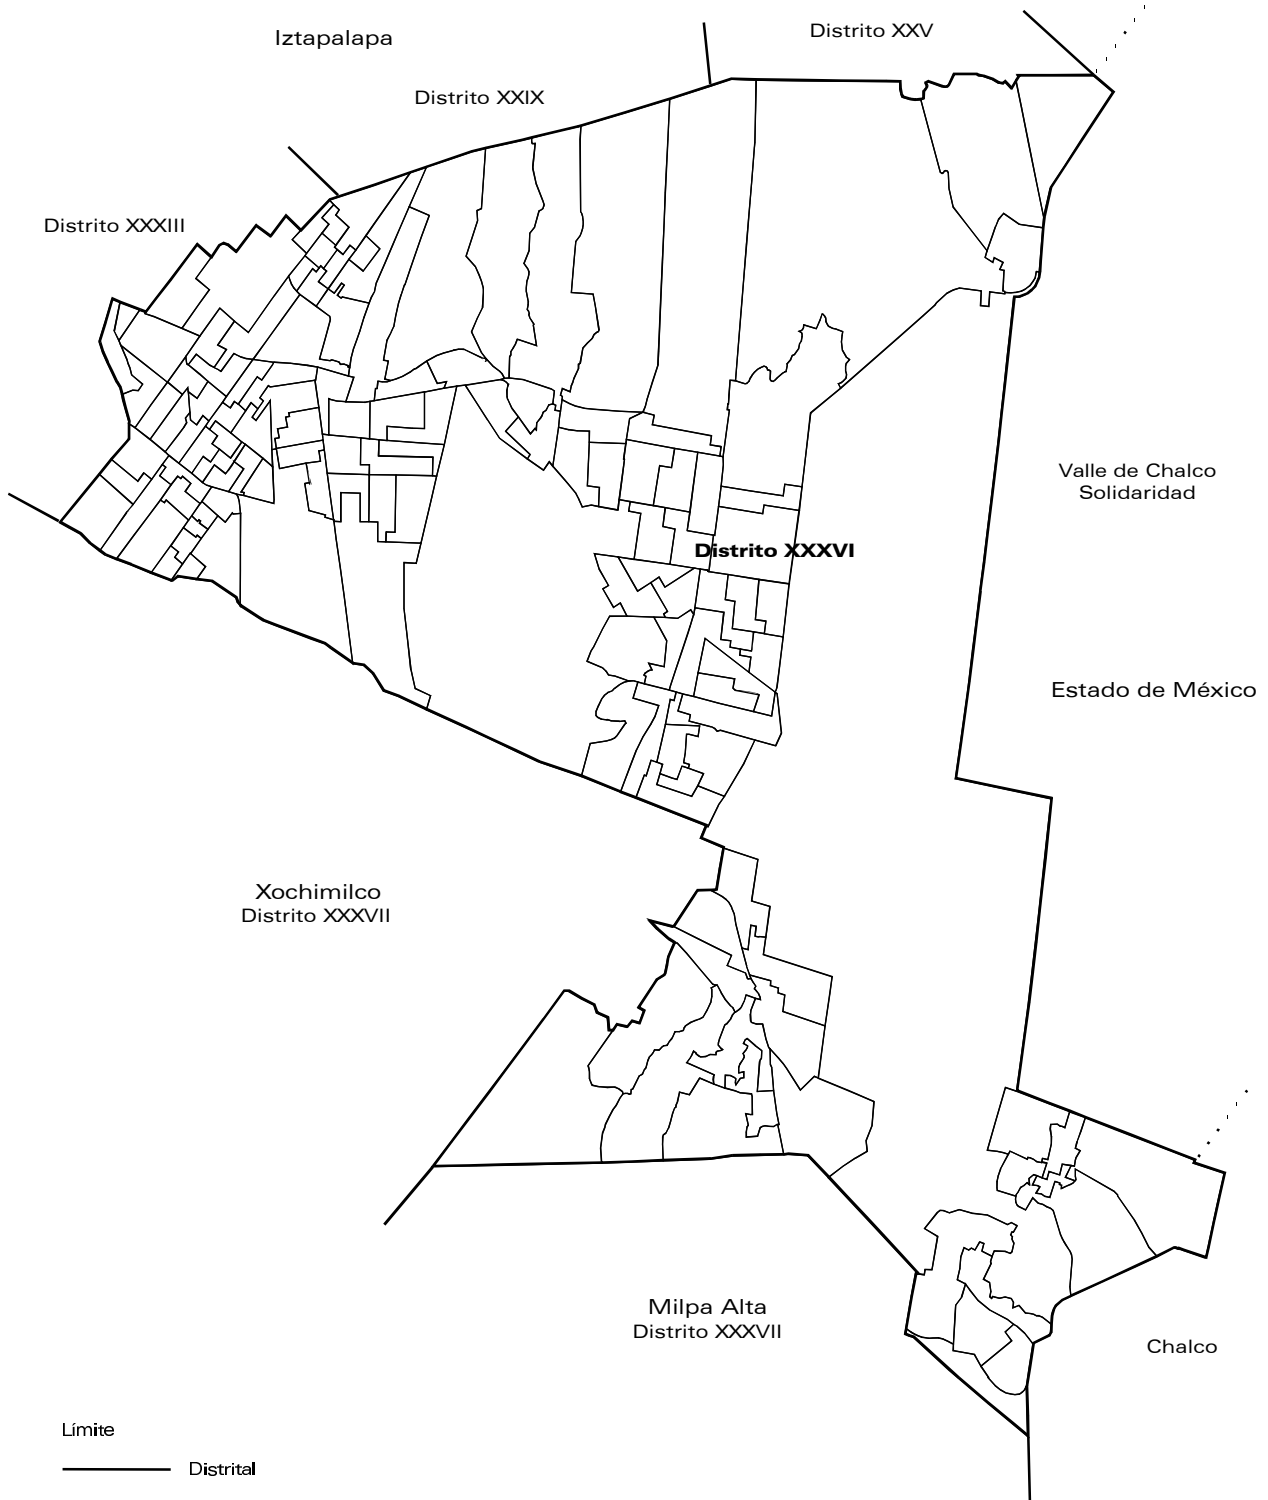 Distrito XXV
Iztapalapa
Distrito XXIX
Distrito XXXIII
Valle de Chalco
Solidaridad
Distrito XXXVI
Estado de México
Xochimilco
Distrito XXXVII
Milpa Alta
Distrito XXXVII
Chalco
Límite
Distrital